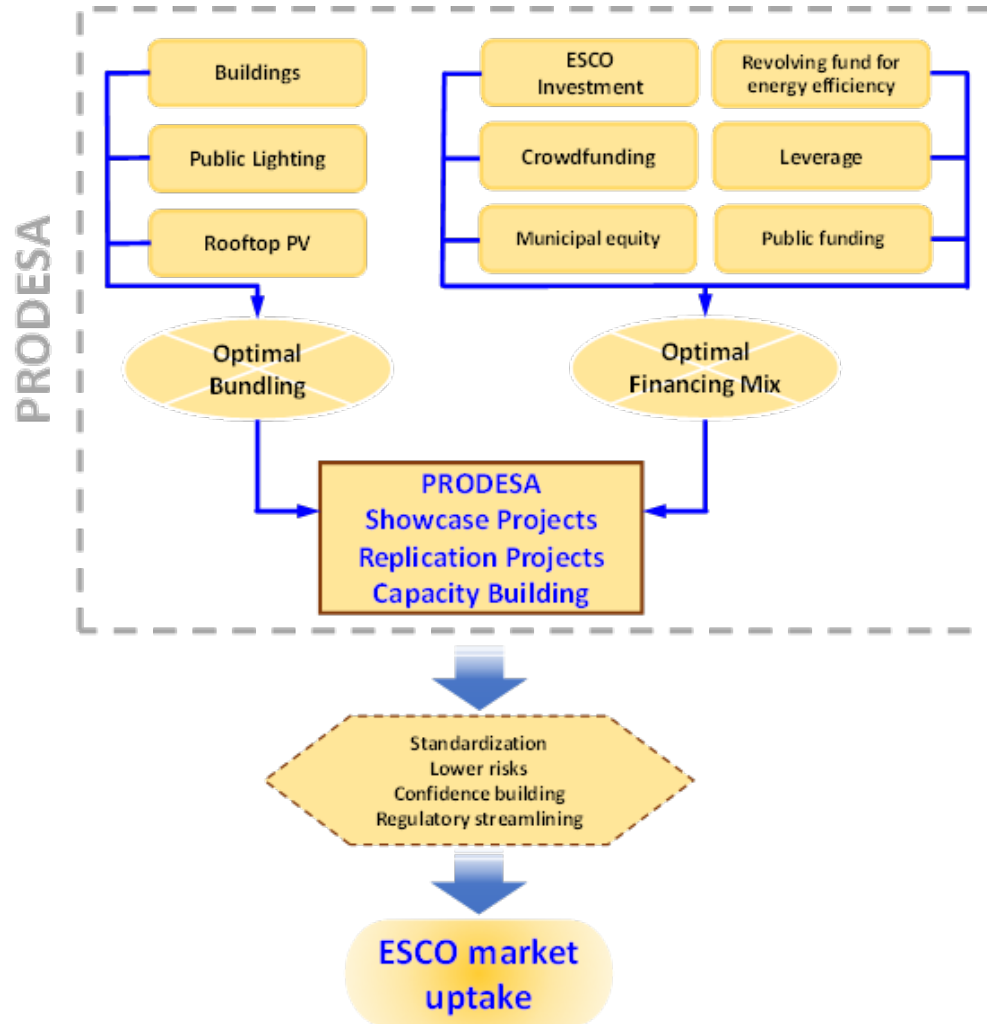 PRODESA
Buildings
Public Lighting
Rooftop PV
ESCO
Investment
Revolving fund for
energy efficiency
Crowdfunding
Leverage
Municipal equity
Public funding
Optimal
Bundling
Optimal
Financing Mix
PRODESA
Showcase Projects
Replication Projects
Capacity Building
Standardization
Lower risks
Confidence building
Regulatory streamlining
ESCO market
uptake